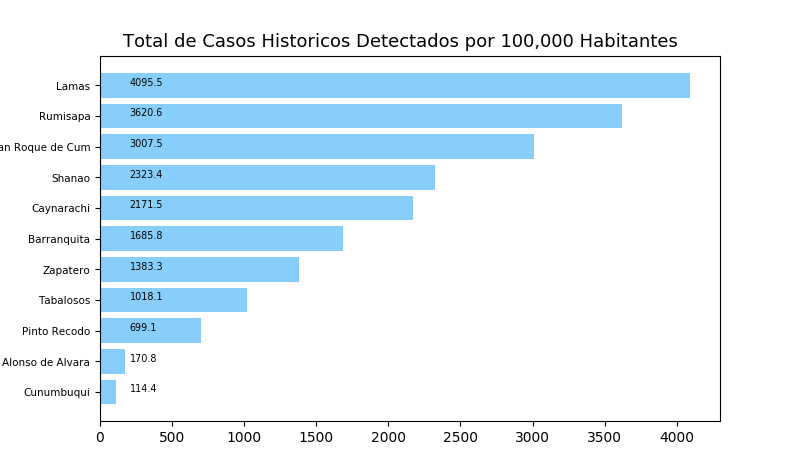 Total de Casos Historicos Detectados por 100,000 Habitantes
Lamas 4095.5
Rumisapa 3620.6
an Roque de Cum 3007.5
Shanao 2323.4
Caynarachi 2171.5
Barranquita 1685.8
Zapatero 1383.3
Tabalosos 1018.1
Pinto Recodo 699.1
Alonso de Alvara 170.8
Cunumbuqui 114.4
0 500 1000 1500 2000 2500 3000 3500 4000